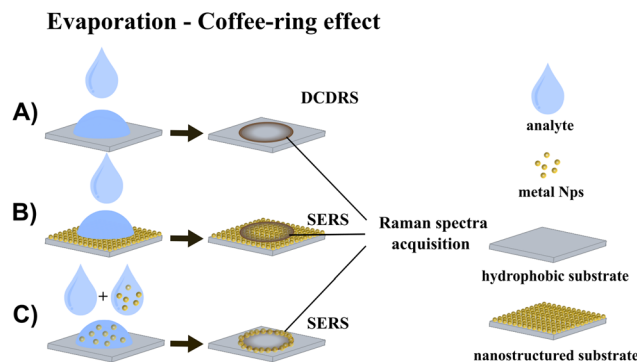 Evaporation - Coffee-ring effect
A)
DCDRS
analyte
B)
SERS
metal Nps
Raman spectra
acquisition
hydrophobic substrate
+
C)
SERS
nanostructured substrate